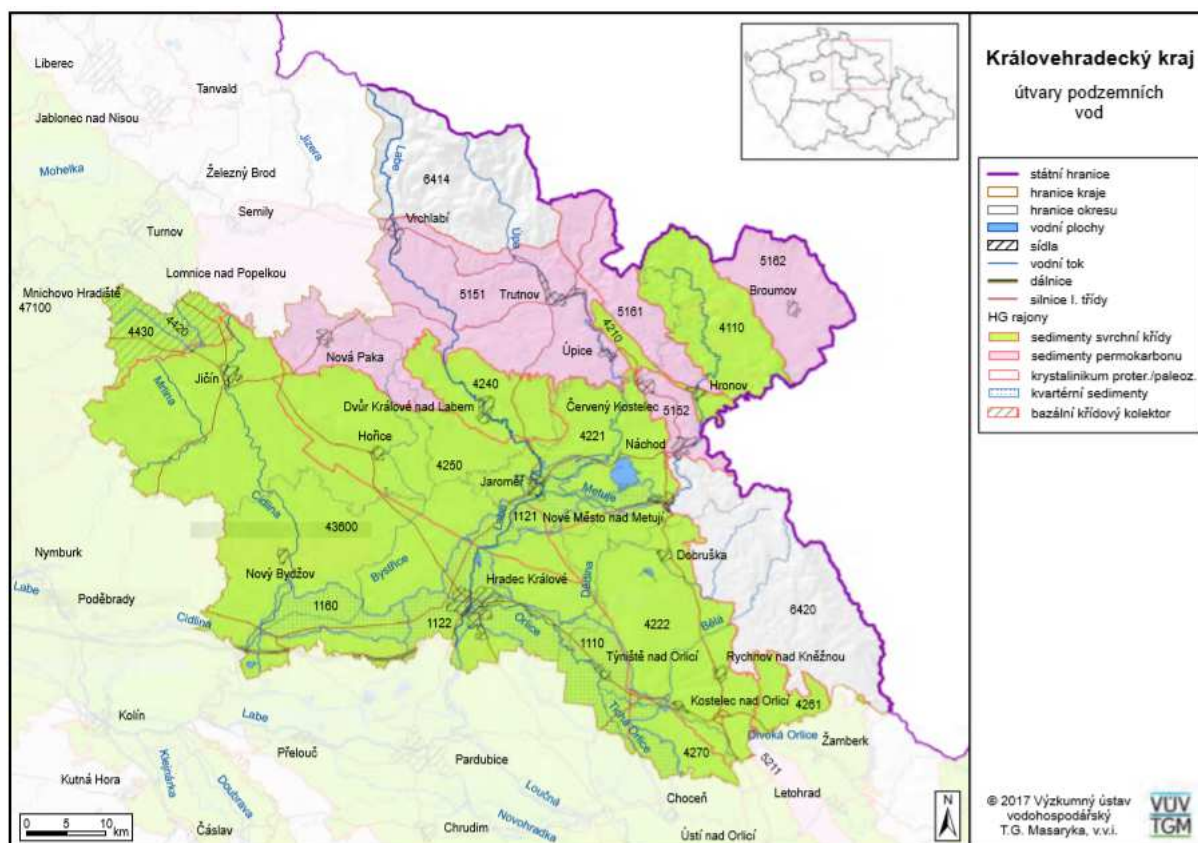 Královehradecký kraj
útvary podzemních
vod
státní hranice
hranice kraje
hranice okresu
vodní plochy
sídla
vodní tok
dálnice
silnice I. třídy
HG rajony
sedimenty svrchní křídy
sedimenty permokarbonu
krystalinikum proter./paleoz.
kvartérní sedimenty
bazální křídový kolektor
© 2017 Výzkumný ústav
vodohospodářský
T.G. Masaryka, v.v.i.
VÚV
TGM
Liberec
Tanvald
Jablonec nad Nisou
Jizera
Labe
Mohelka
Železný Brod
6414
Semily
Vrchlabí
Úpa
Turnov
Lomnice nad Popelkou
5162
Mnichovo Hradiště
47100
5151
Trutnov
Broumov
4430
4420
4210
5161
4110
Nová Paka
Úpice
Jičín
4240
Hronov
Mrlina
Dvůr Králové nad Labem
Červený Kostelec
5152
Hořice
4221
Náchod
4250
Jaroměř
Metuje
Cidlina
43600
Labe
1121
Nové Město nad Metují
Nymburk
Nový Bydžov
Bystřice
Hradec Králové
Dědina
Dobruška
Labe
Poděbrady
1160
6420
Cidlina
1122
Orlice
1110
4222
Bělá
Týniště nad Orlicí
Rychnov nad Kněžnou
Kostelec nad Orlicí
4261
Kolín
Labe
Tichá Orlice
Divoká Orlice
Žamberk
Přelouč
4270
5211
Klejnárka
Pardubice
Kutná Hora
Doubrava
Loučná
Choceň
Letohrad
Novohradka
Čáslav
Chrudim
Ústí nad Orlicí
0 5 10
km
N